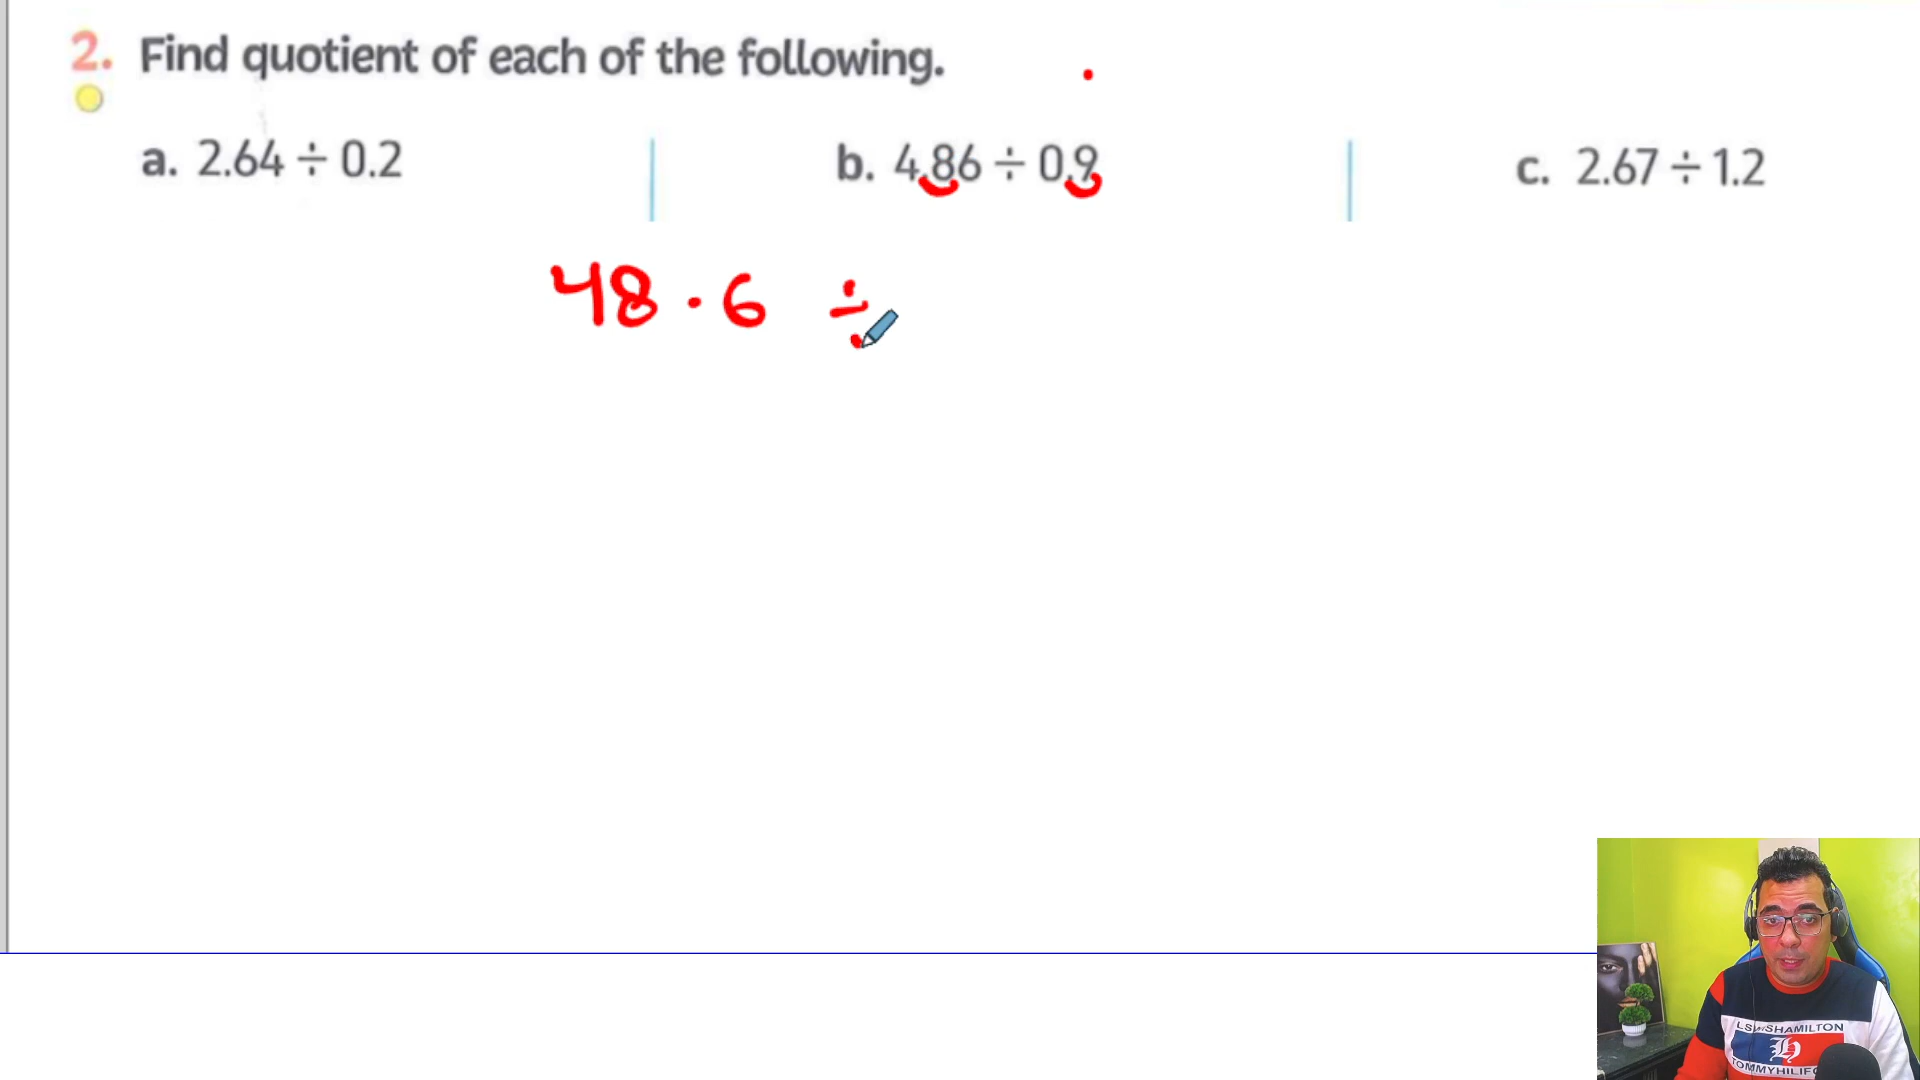 2. Find quotient of each of the following.
a. 2.64 ÷ 0.2
b. 4.86 ÷ 0.9
c. 2.67 ÷ 1.2
48.6 ÷
HAMILTON
H